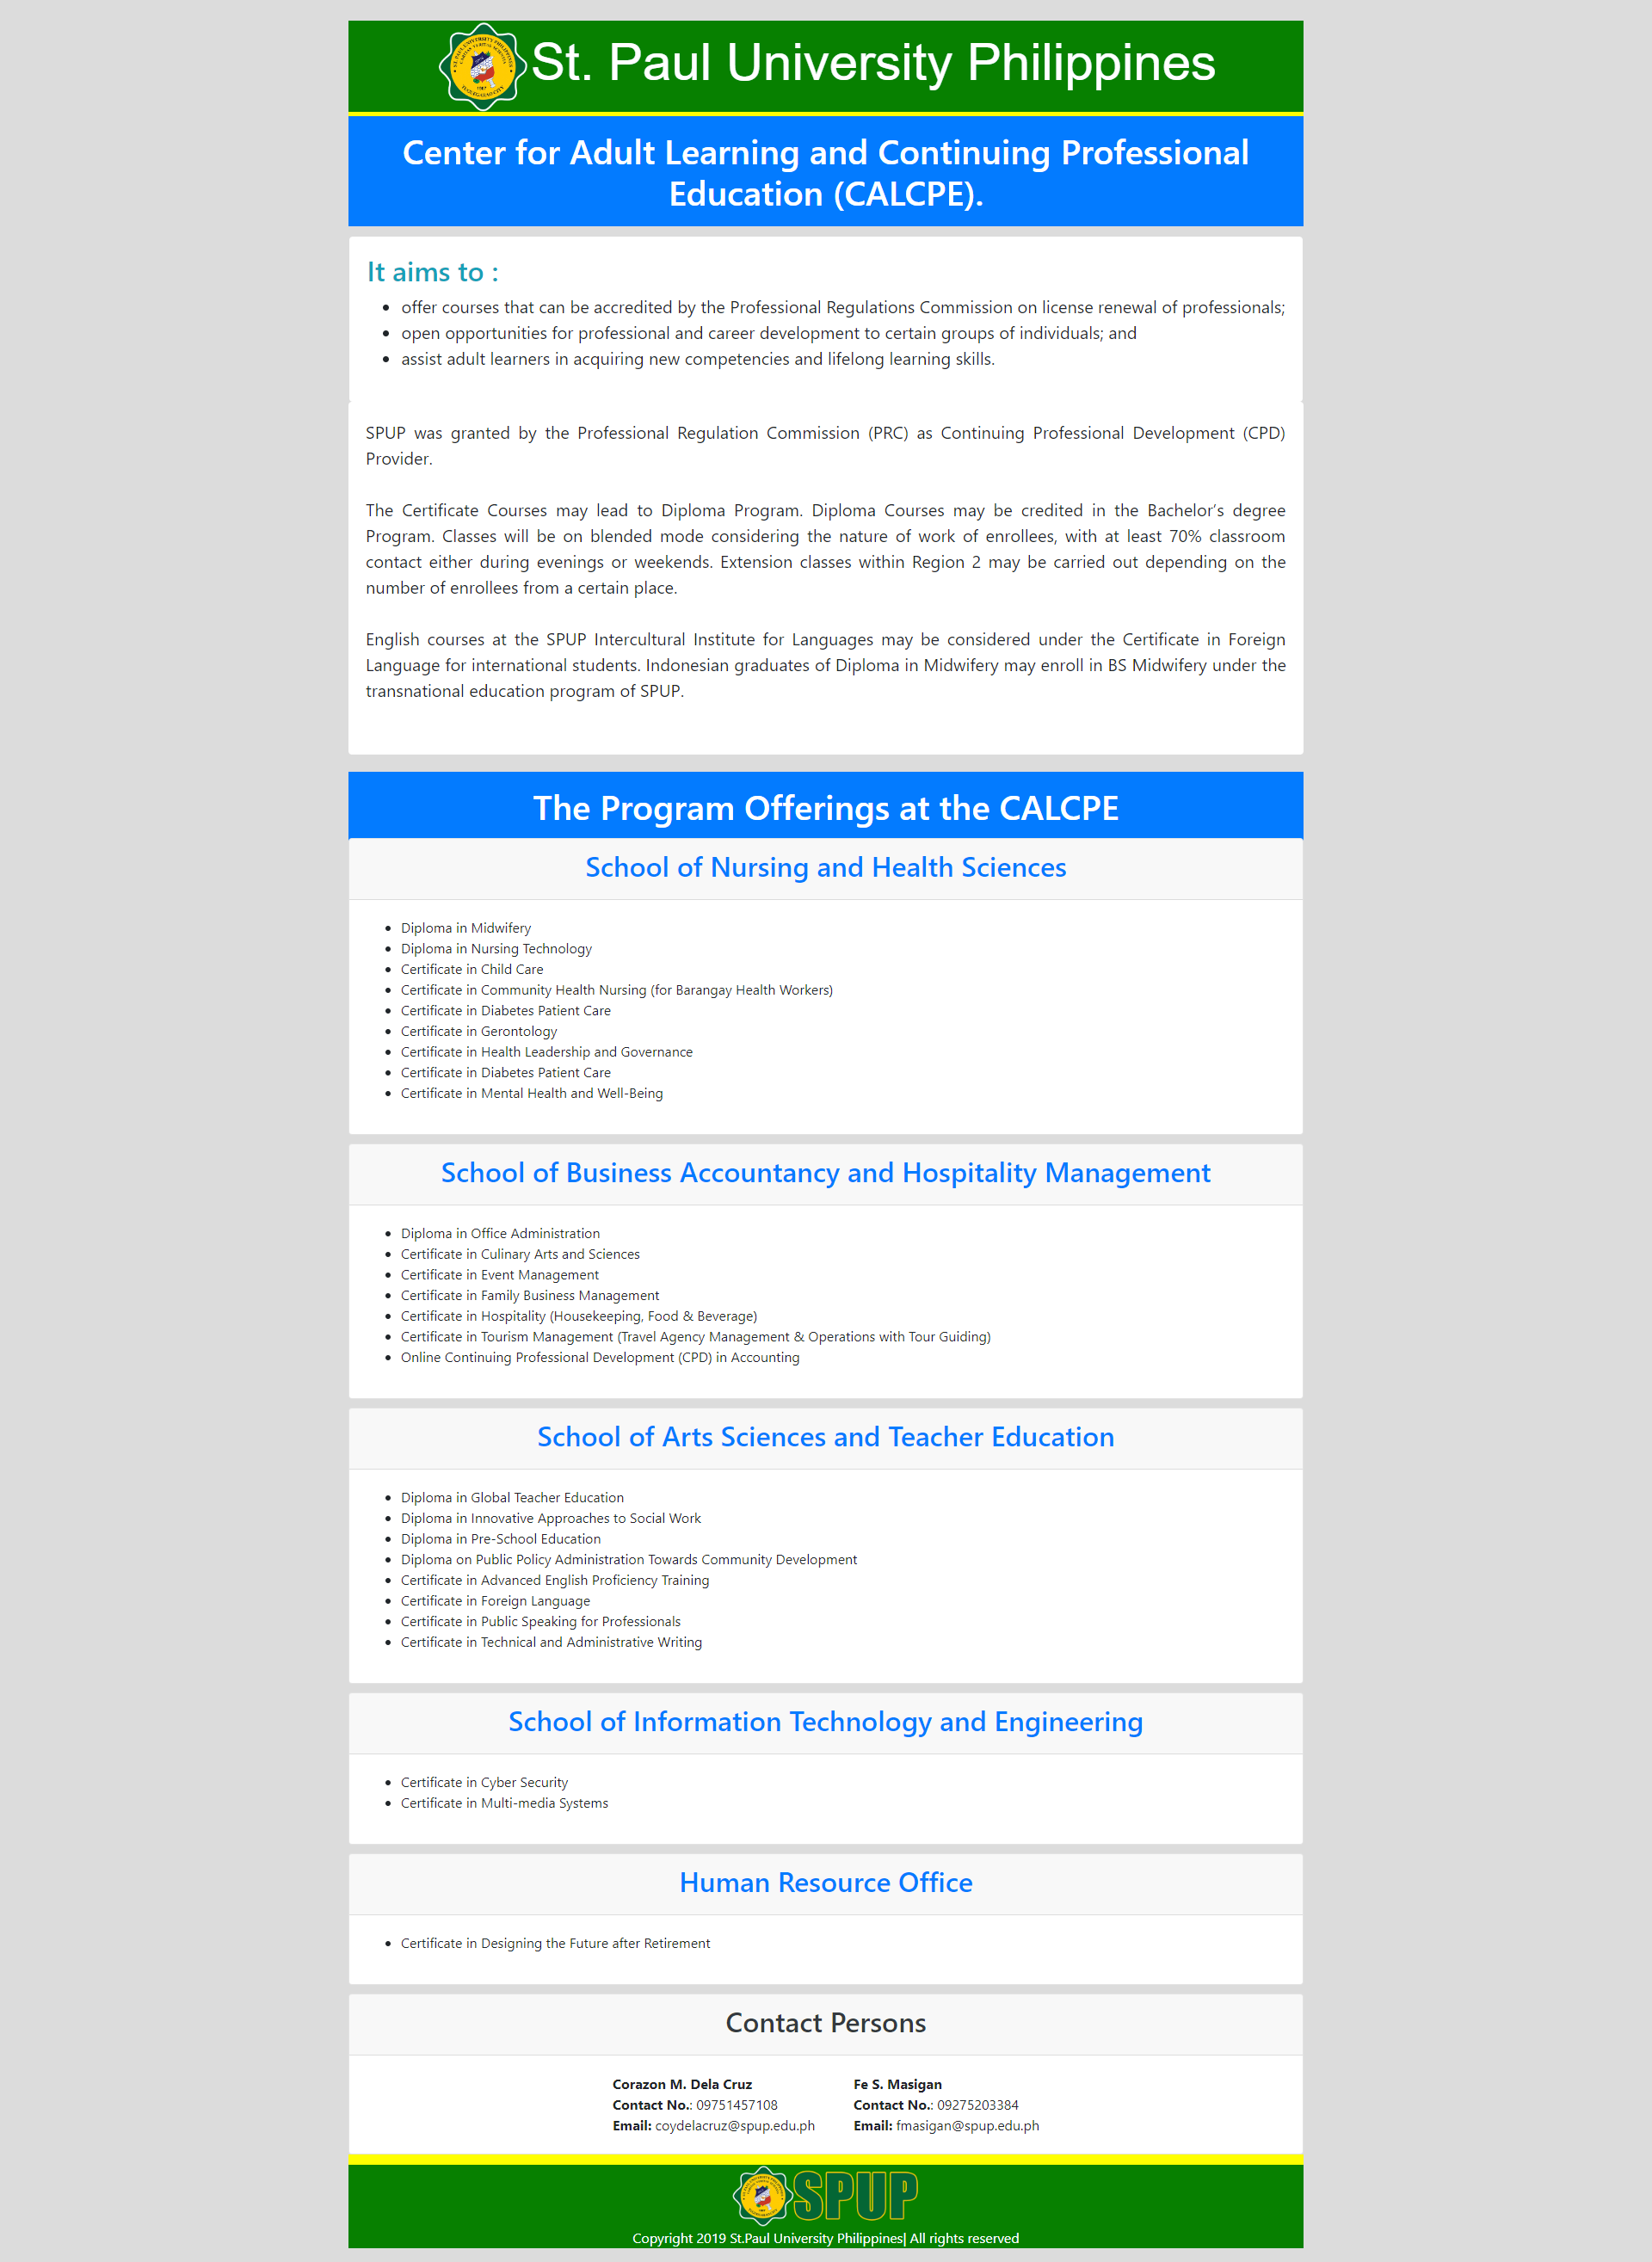 St. Paul University Philippines
Center for Adult Learning and Continuing Professional
Education (CALCPE).
It aims to :
• offer courses that can be accredited by the Professional Regulations Commission on license renewal of professionals;
• open opportunities for professional and career development to certain groups of individuals; and
• assist adult learners in acquiring new competencies and lifelong learning skills.
SPUP was granted by the Professional Regulation Commission (PRC) as Continuing Professional Development (CPD)
Provider.
The Certificate Courses may lead to Diploma Program. Diploma Courses may be credited in the Bachelor’s degree
Program. Classes will be on blended mode considering the nature of work of enrollees, with at least 70% classroom
contact either during evenings or weekends. Extension classes within Region 2 may be carried out depending on the
number of enrollees from a certain place.
English courses at the SPUP Intercultural Institute for Languages may be considered under the Certificate in Foreign
Language for international students. Indonesian graduates of Diploma in Midwifery may enroll in BS Midwifery under the
transnational education program of SPUP.
The Program Offerings at the CALCPE
School of Nursing and Health Sciences
• Diploma in Midwifery
• Diploma in Nursing Technology
• Certificate in Child Care
• Certificate in Community Health Nursing (for Barangay Health Workers)
• Certificate in Diabetes Patient Care
• Certificate in Gerontology
• Certificate in Health Leadership and Governance
• Certificate in Diabetes Patient Care
• Certificate in Mental Health and Well-Being
School of Business Accountancy and Hospitality Management
• Diploma in Office Administration
• Certificate in Culinary Arts and Sciences
• Certificate in Event Management
• Certificate in Family Business Management
• Certificate in Hospitality (Housekeeping, Food & Beverage)
• Certificate in Tourism Management (Travel Agency Management & Operations with Tour Guiding)
• Online Continuing Professional Development (CPD) in Accounting
School of Arts Sciences and Teacher Education
• Diploma in Global Teacher Education
• Diploma in Innovative Approaches to Social Work
• Diploma in Pre-School Education
• Diploma on Public Policy Administration Towards Community Development
• Certificate in Advanced English Proficiency Training
• Certificate in Foreign Language
• Certificate in Public Speaking for Professionals
• Certificate in Technical and Administrative Writing
School of Information Technology and Engineering
• Certificate in Cyber Security
• Certificate in Multi-media Systems
Human Resource Office
• Certificate in Designing the Future after Retirement
Contact Persons
Corazon M. Dela Cruz
Contact No.: 09751457108
Email: coydelacruz@spup.edu.ph
Fe S. Masigan
Contact No.: 09275203384
Email: fmasigan@spup.edu.ph
SPUP
Copyright 2019 St.Paul University Philippines| All rights reserved